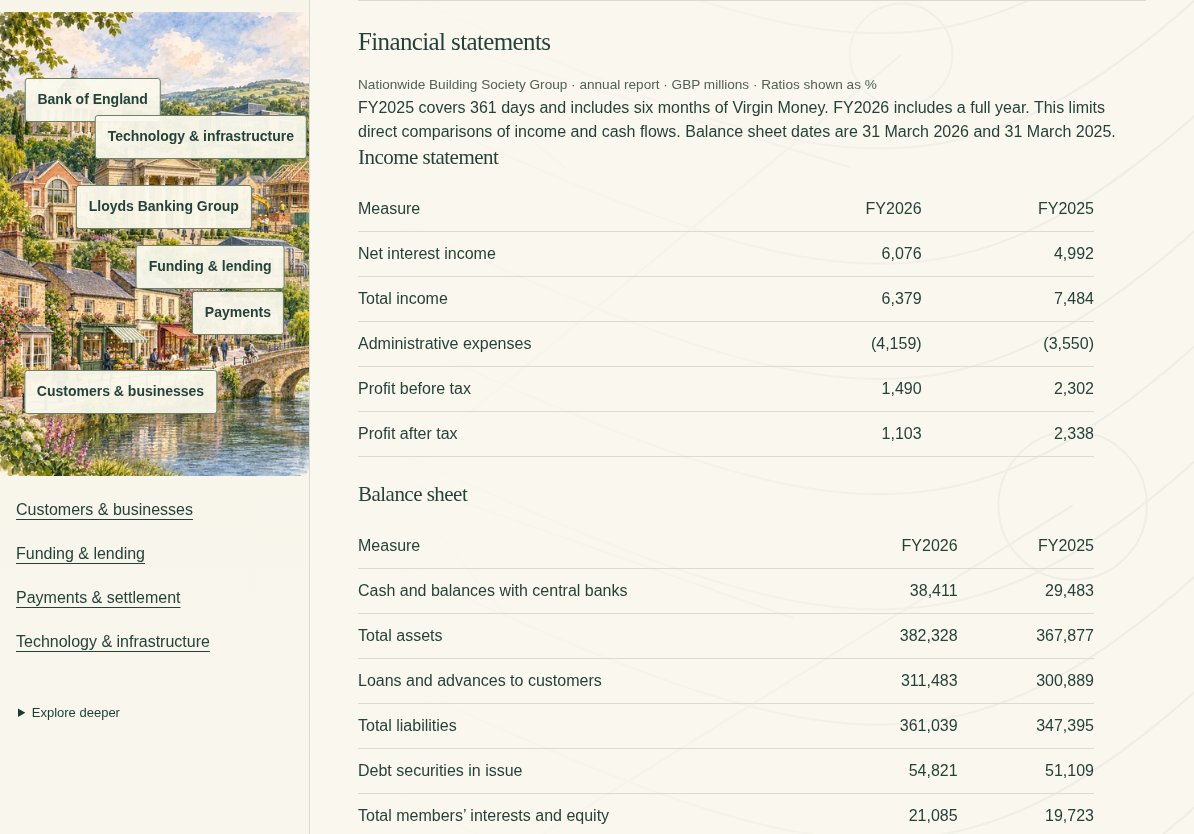 Bank of England
Technology & infrastructure
Lloyds Banking Group
Funding & lending
Payments
Customers & businesses
Customers & businesses
Funding & lending
Payments & settlement
Technology & infrastructure
Explore deeper
Financial statements
Nationwide Building Society Group · annual report · GBP millions · Ratios shown as %
FY2025 covers 361 days and includes six months of Virgin Money. FY2026 includes a full year. This limits
direct comparisons of income and cash flows. Balance sheet dates are 31 March 2026 and 31 March 2025.
Income statement
Measure FY2026 FY2025
Net interest income 6,076 4,992
Total income 6,379 7,484
Administrative expenses (4,159) (3,550)
Profit before tax 1,490 2,302
Profit after tax 1,103 2,338
Balance sheet
Measure FY2026 FY2025
Cash and balances with central banks 38,411 29,483
Total assets 382,328 367,877
Loans and advances to customers 311,483 300,889
Total liabilities 361,039 347,395
Debt securities in issue 54,821 51,109
Total members’ interests and equity 21,085 19,723